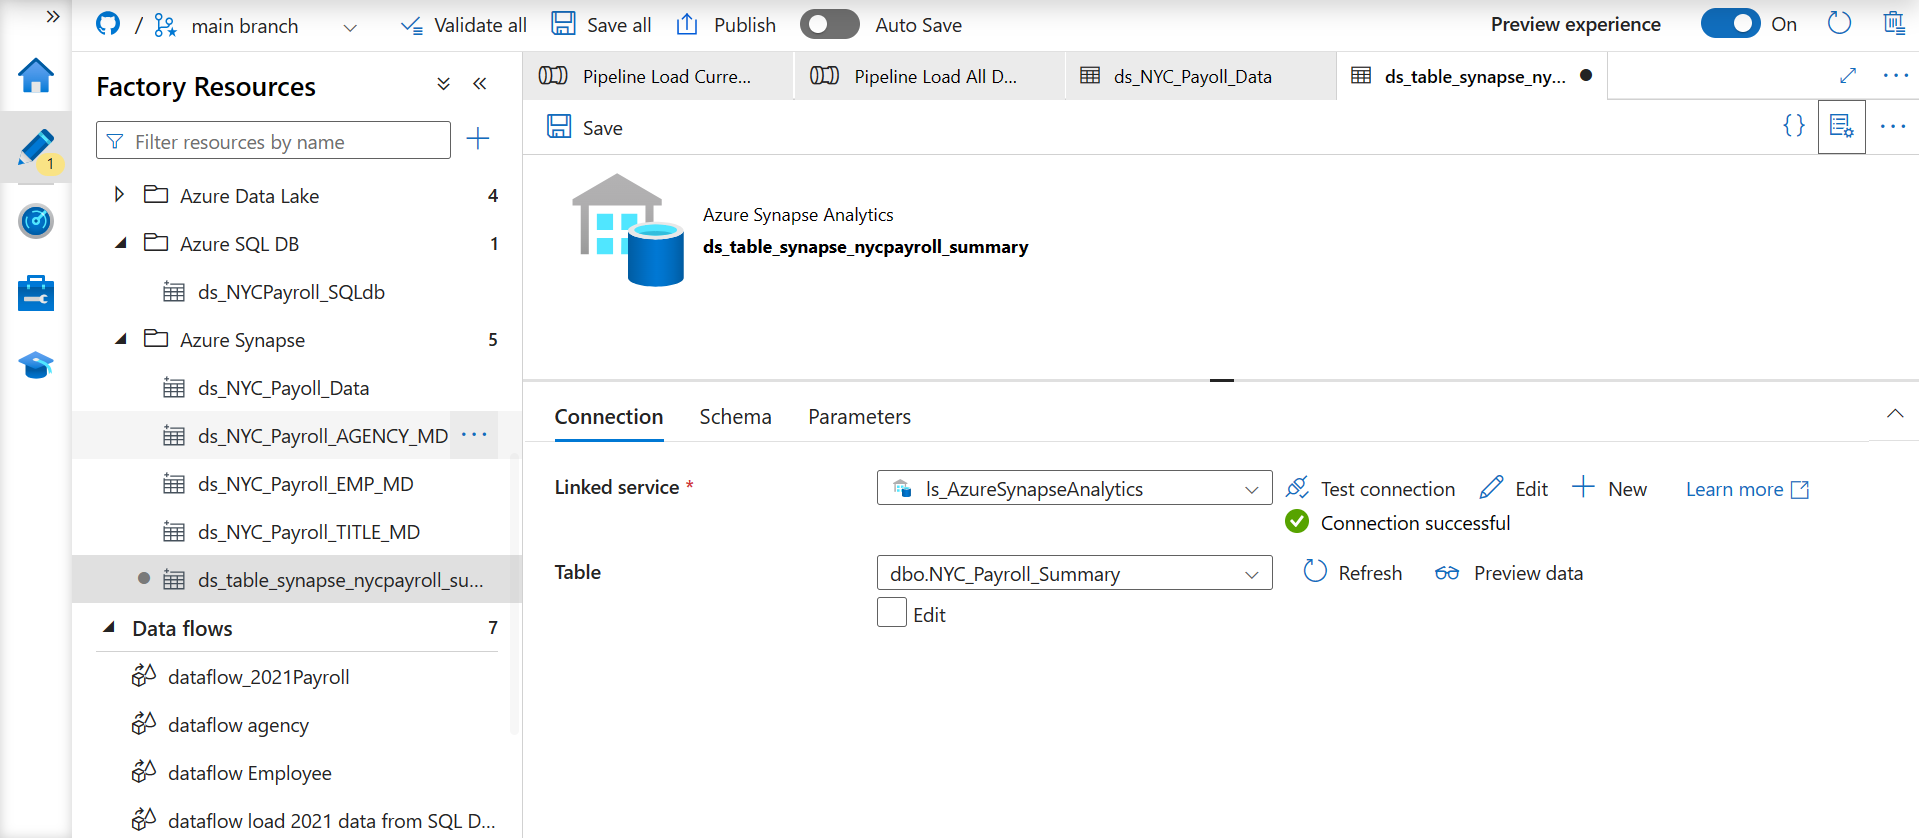 / main branch Validate all Save all Publish Auto Save Preview experience On
Factory Resources
Filter resources by name
1
Azure Data Lake 4
Azure SQL DB 1
ds_NYCPayroll_SQLdb
Azure Synapse 5
ds_NYC_Payoll_Data
ds_NYC_Payroll_AGENCY_MD ...
ds_NYC_Payroll_EMP_MD
ds_NYC_Payroll_TITLE_MD
ds_table_synapse_nycpayroll_su...
Data flows 7
dataflow_2021Payroll
dataflow agency
dataflow Employee
dataflow load 2021 data from SQL D...
Pipeline Load Curre... Pipeline Load All D... ds_NYC_Payoll_Data ds_table_synapse_ny... ...
Save {} ...
Azure Synapse Analytics
ds_table_synapse_nycpayroll_summary
Connection Schema Parameters
Linked service * ls_AzureSynapseAnalytics Test connection Edit New Learn more
Connection successful
Table dbo.NYC_Payroll_Summary Refresh Preview data
Edit